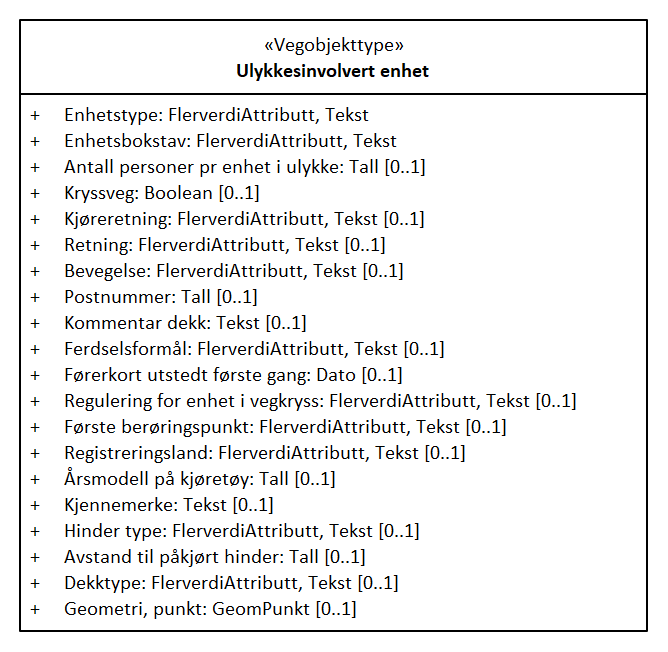 «Vegobjekttype»
Ulykkesinvolvert enhet
+ Enhetstype: FlerverdiAttributt, Tekst
+ Enhetsbokstav: FlerverdiAttributt, Tekst
+ Antall personer pr enhet i ulykke: Tall [0..1]
+ Kryssveg: Boolean [0..1]
+ Kjøreretning: FlerverdiAttributt, Tekst [0..1]
+ Retning: FlerverdiAttributt, Tekst [0..1]
+ Bevegelse: FlerverdiAttributt, Tekst [0..1]
+ Postnummer: Tall [0..1]
+ Kommentar dekk: Tekst [0..1]
+ Ferdselsformål: FlerverdiAttributt, Tekst [0..1]
+ Førerkort utstedt første gang: Dato [0..1]
+ Regulering for enhet i vegkryss: FlerverdiAttributt, Tekst [0..1]
+ Første berøringspunkt: FlerverdiAttributt, Tekst [0..1]
+ Registreringsland: FlerverdiAttributt, Tekst [0..1]
+ Årsmodell på kjøretøy: Tall [0..1]
+ Kjennemerke: Tekst [0..1]
+ Hinder type: FlerverdiAttributt, Tekst [0..1]
+ Avstand til påkjørt hinder: Tall [0..1]
+ Dekktype: FlerverdiAttributt, Tekst [0..1]
+ Geometri, punkt: GeomPunkt [0..1]